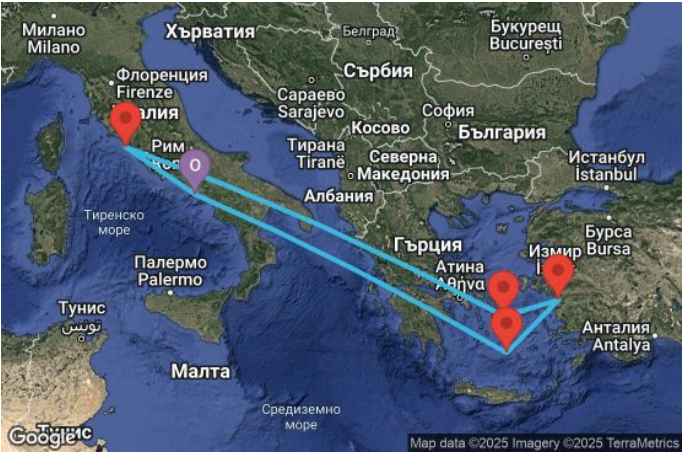 Милано
Milano
Хърватия
Белград
Букурещ
București
Флоренция
Firenze
алия
Сараево
Sarajevo
Сърбия
София
Косово
България
Рим
Тирана
Tiranë
Северна
Македония
Истанбул
İstanbul
O
Албания
Тиренско
море
Гърция
Бурса
Bursa
Измир
Атина
Αθήνα
Палермо
Palermo
Тунис
تونس
Анталия
Antalya
Малта
Средиземно
море
Google
Map data ©2025 Imagery ©2025 TerraMetrics